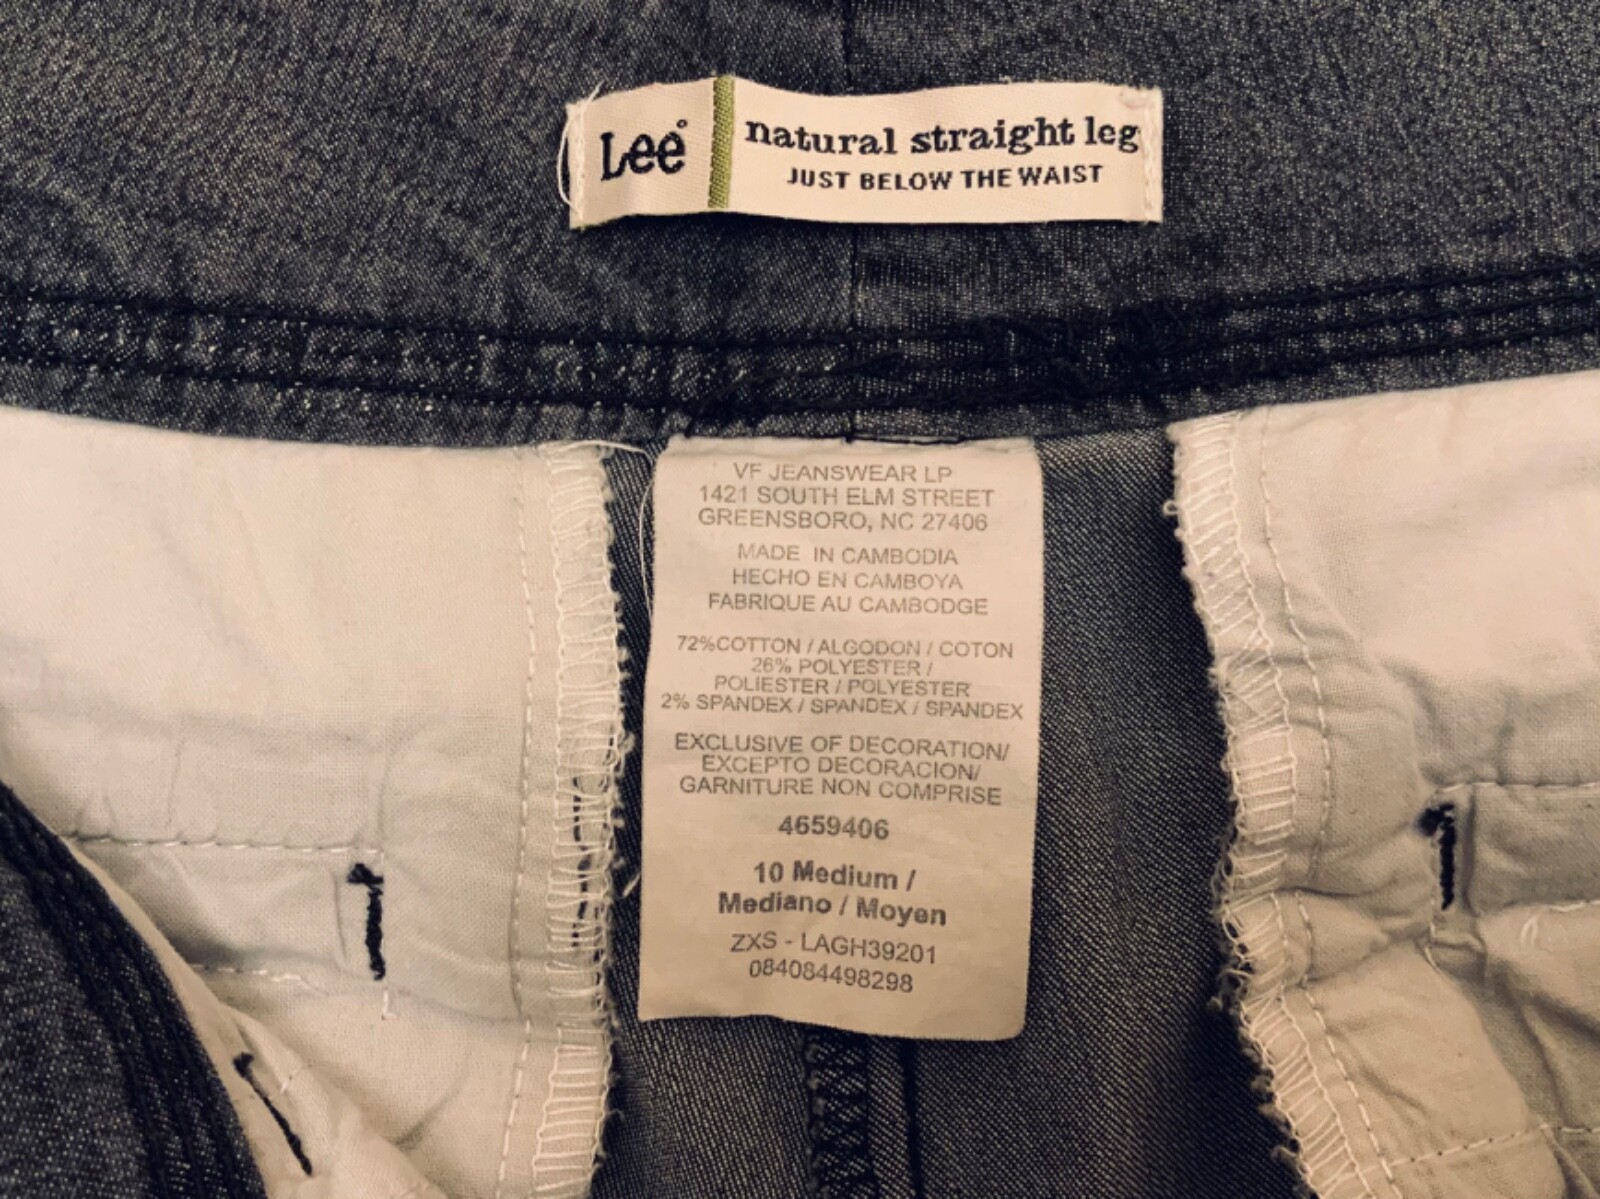 Lee
natural straight leg
JUST BELOW THE WAIST
VF JEANSWEAR LP
1421 SOUTH ELM STREET
GREENSBORO, NC 27406
MADE IN CAMBODIA
HECHO EN CAMBOYA
FABRIQUE AU CAMBODGE
72%COTTON / ALGODON / COTON
26% POLYESTER /
POLIESTER / POLYESTER
2% SPANDEX / SPANDEX / SPANDEX
EXCLUSIVE OF DECORATION/
EXCEPTO DECORACION/
GARNITURE NON COMPRISE
4659406
10 Medium /
Mediano / Moyen
ZXS - LAGH39201
084084498298